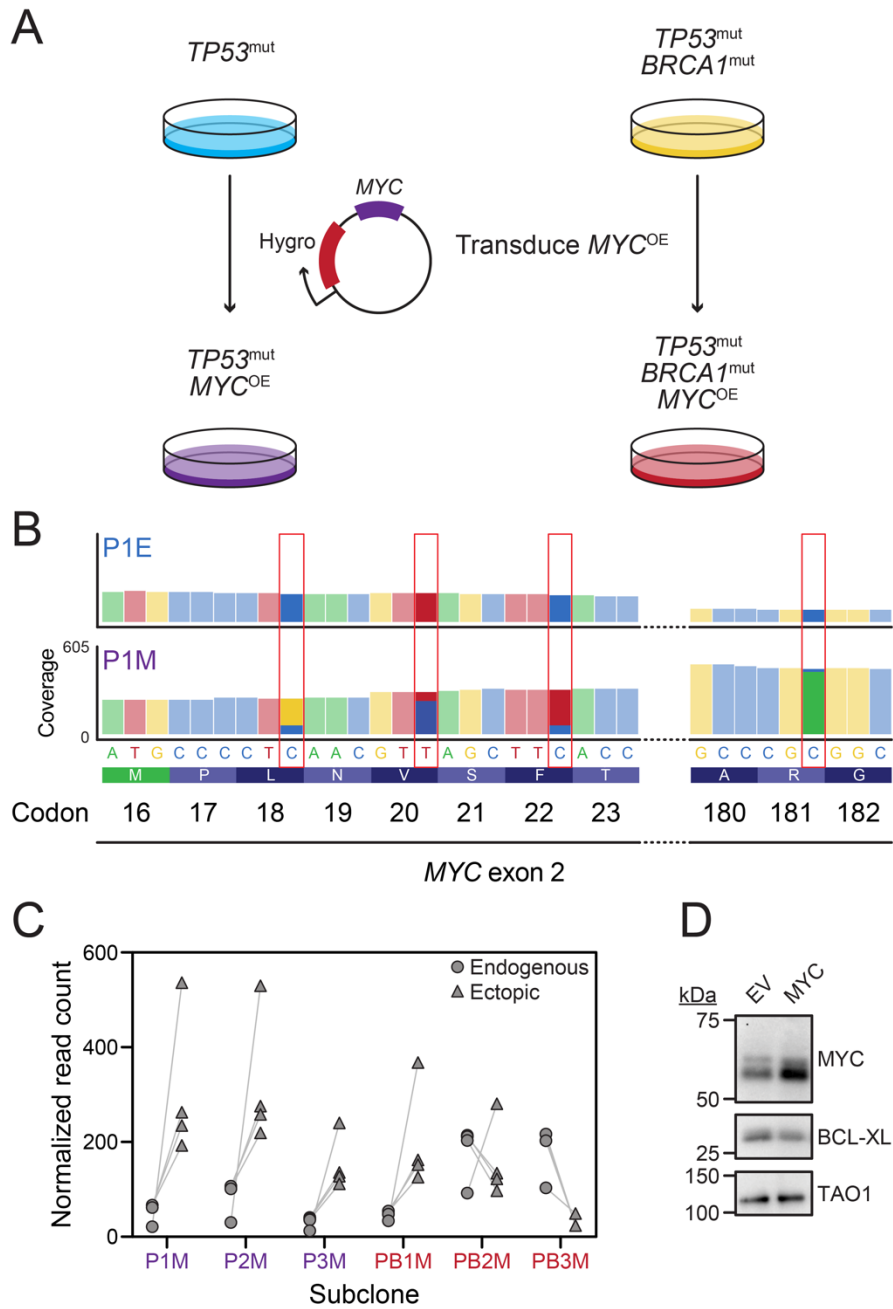 A
TP53mut
TP53mut
BRCA1mut
MYC
Hygro
Transduce MYCOE
TP53mut
MYCOE
TP53mut
BRCA1mut
MYCOE
B
P1E
P1M
Coverage
605
0
A T G C C C C T C A A C G T T A G C T T C A C C G C C C G C G G C
M P L N V S F T A R G
Codon 16 17 18 19 20 21 22 23 180 181 182
MYC exon 2
C
Normalized read count
600
400
200
0
Endogenous
Ectopic
P1M P2M P3M PB1M PB2M PB3M
Subclone
D
kDa EV MYC
75
MYC
50
BCL-XL
25
150
TAO1
100